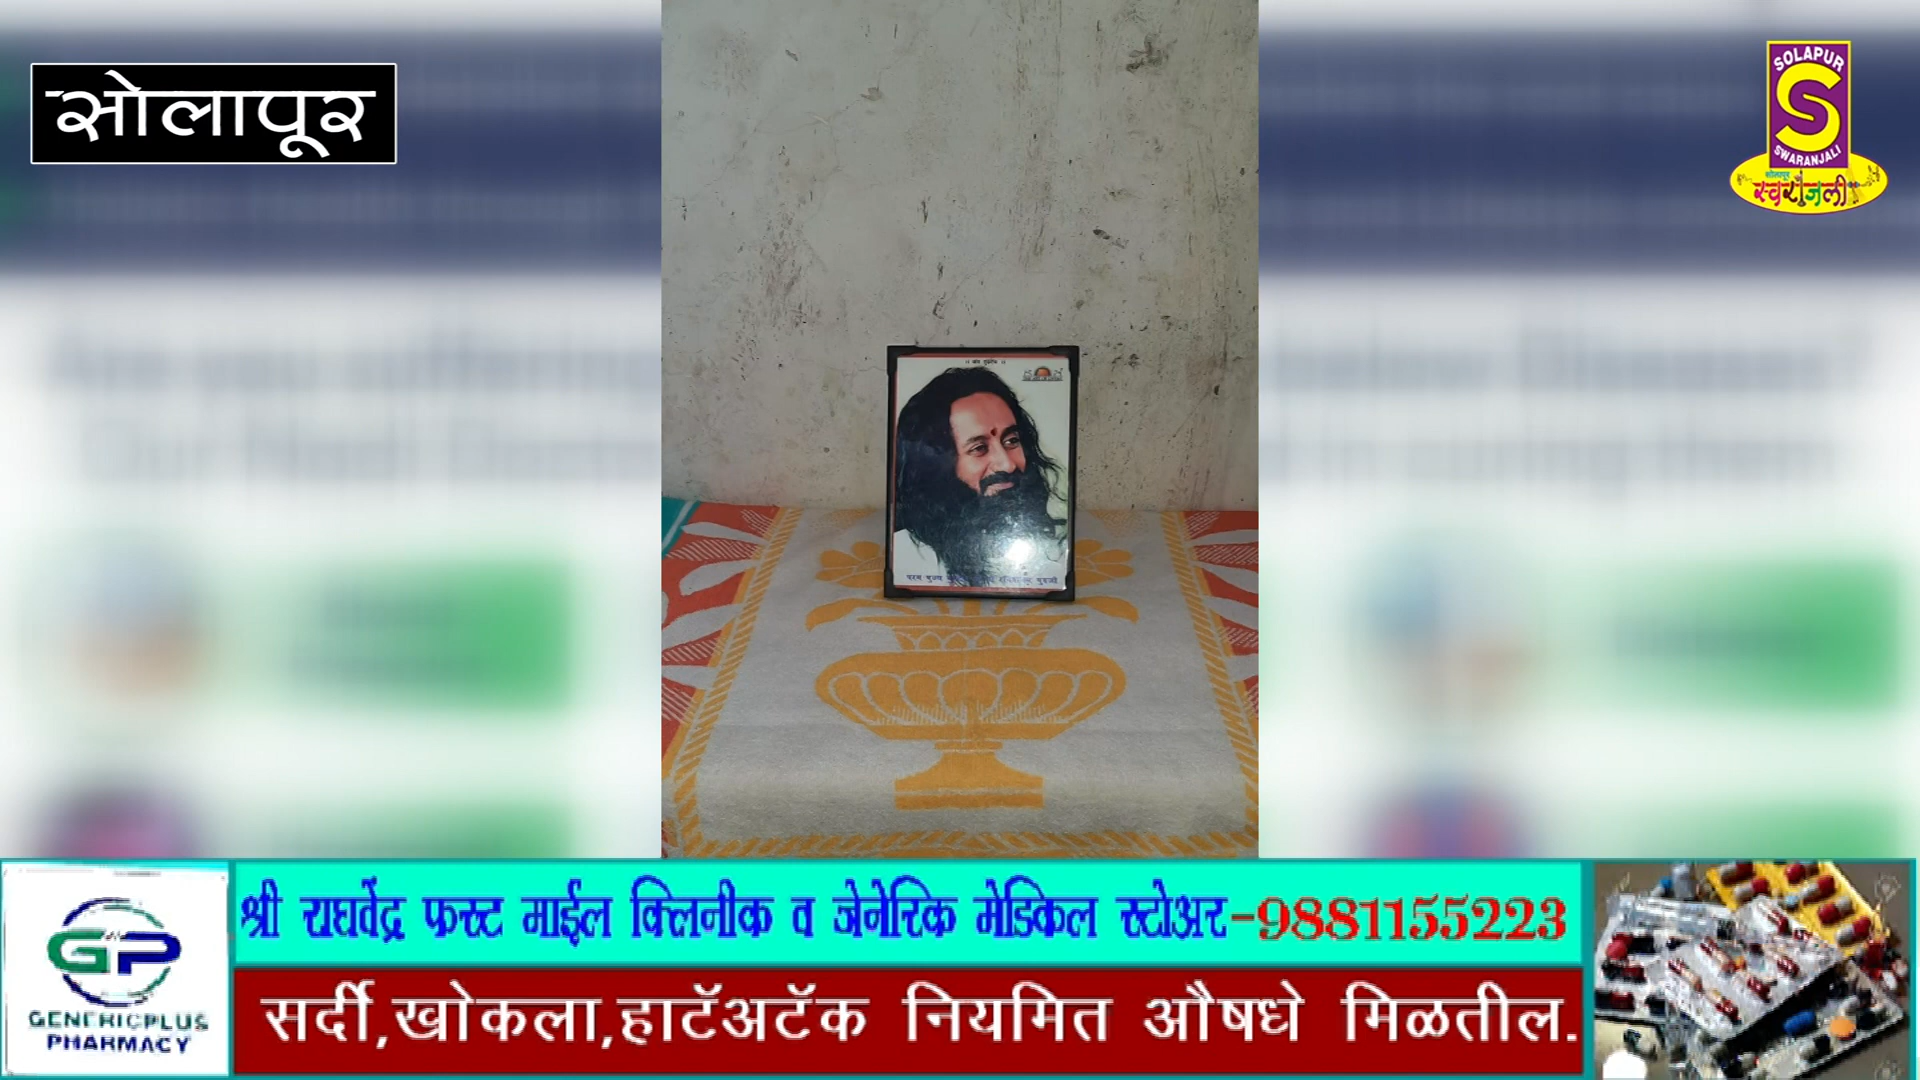 सोलापूर
SOLAPUR
S
SWARANJALI
सोलापूर
स्वरांजली
परम पूज्य
गुरुजी
श्री राघवेंद्र फस्ट माईल क्लिनीक व जेनेरिक मेडिकल स्टोअर-9881155223
GP
GENERICPLUS
PHARMACY
सर्दी,खोकला,हार्टअटॅक नियमित औषधे मिळतील.